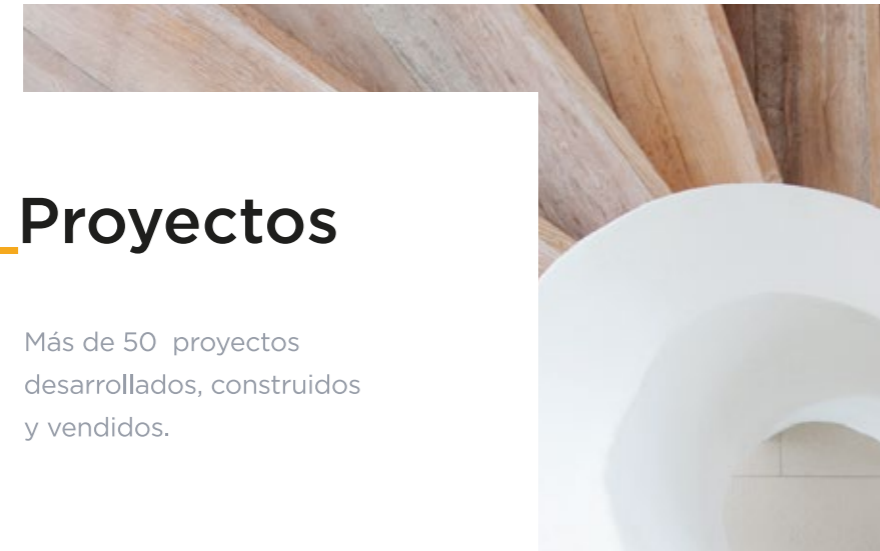 Proyectos
Más de 50  proyectos
desarrollados, construidos
y vendidos.